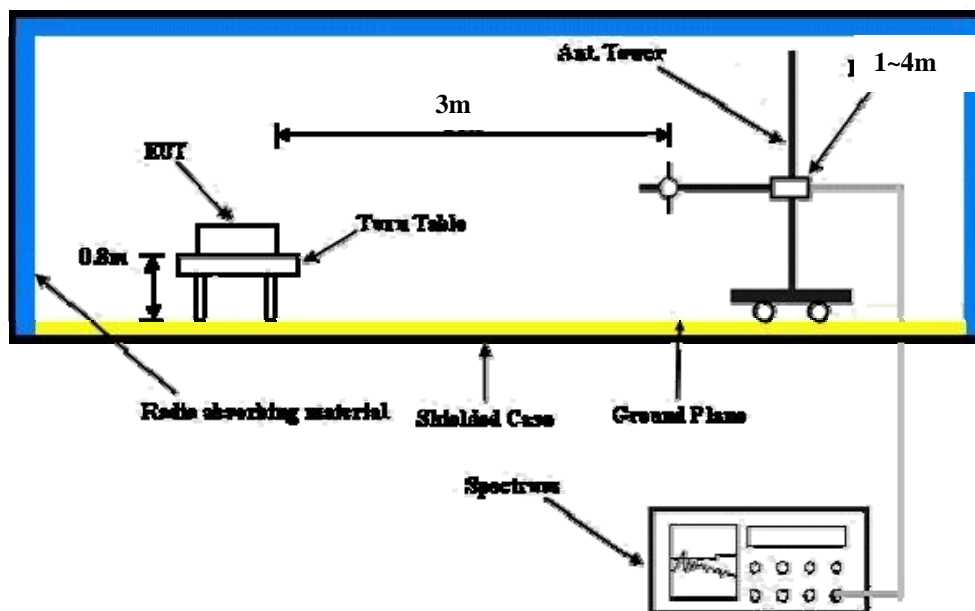 Ant. Tower
1~4m
3m
EUT
Turn Table
0.8m
Radio absorbing material
Shielded Case
Ground Plane
Spectrum